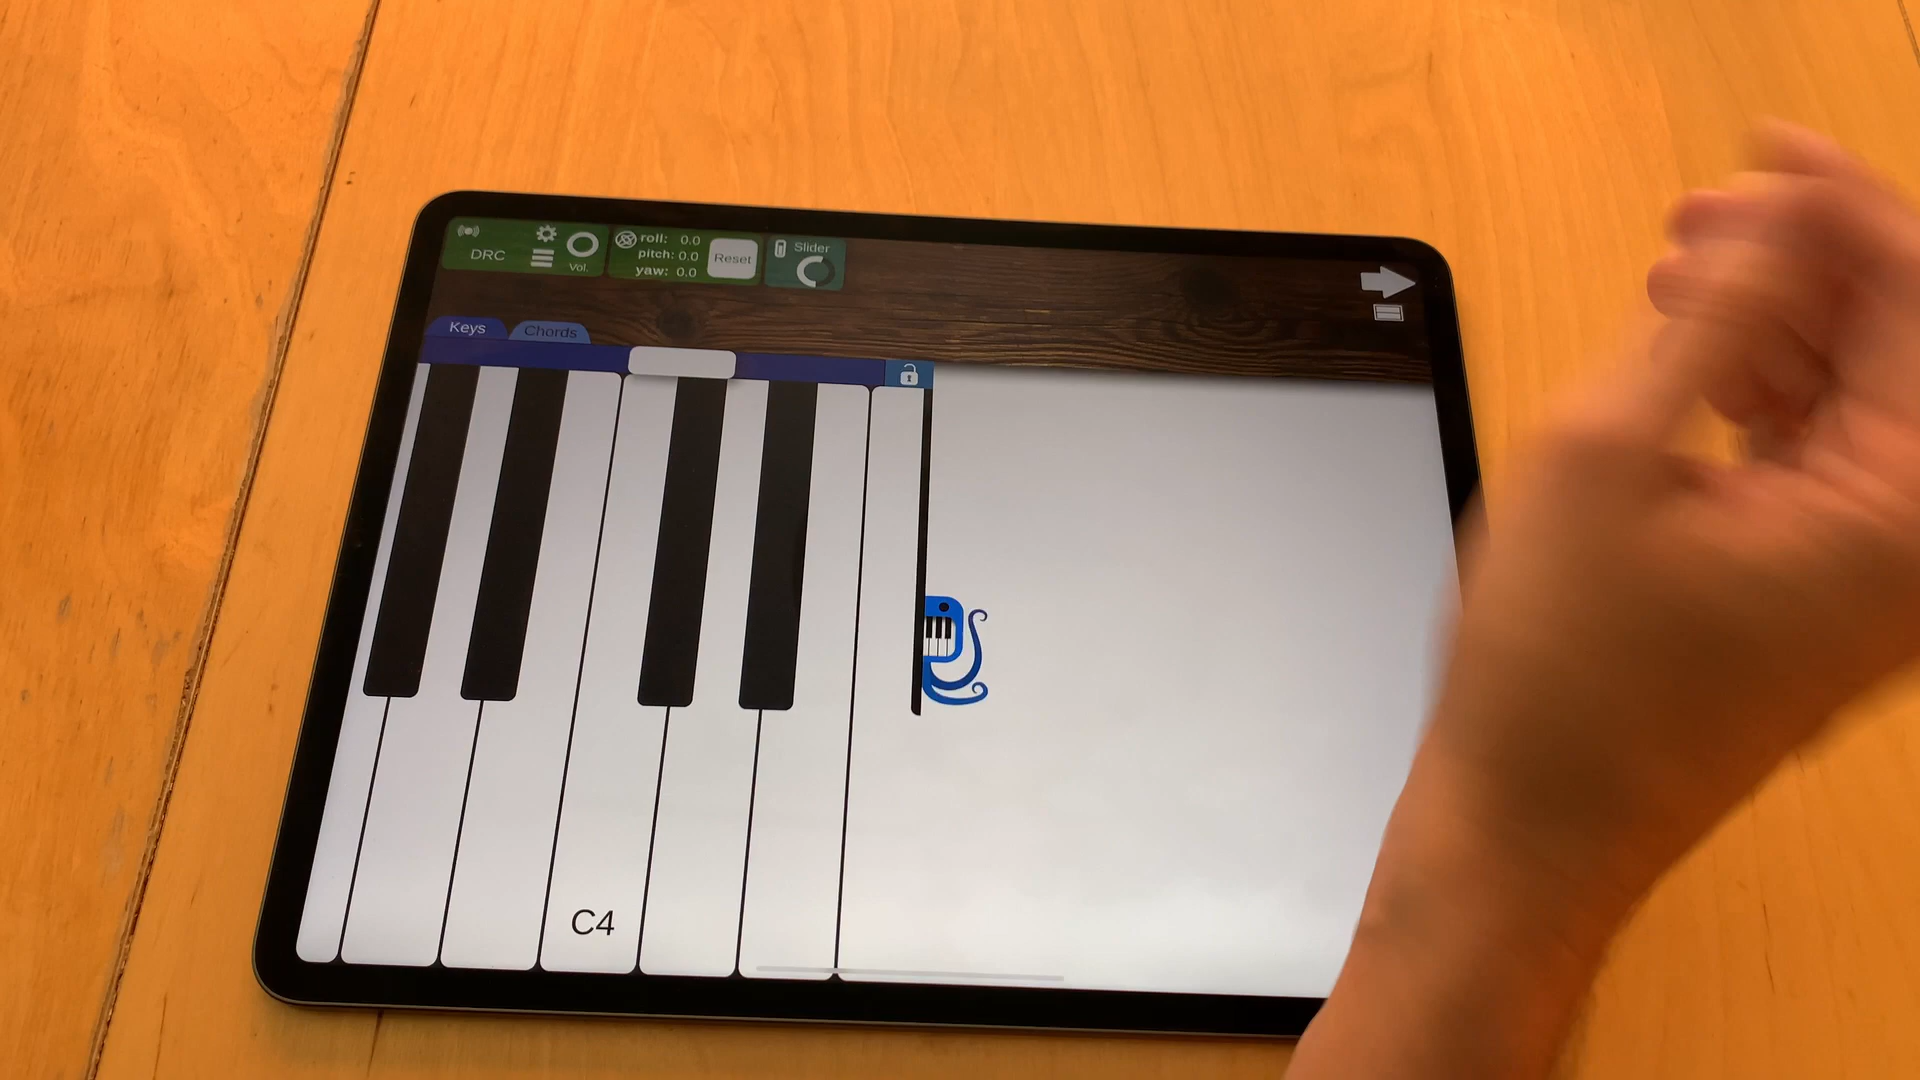 DRC
Vol.
roll: 0.0
pitch: 0.0
yaw: 0.0
Reset
Slider
Keys
Chords
C4